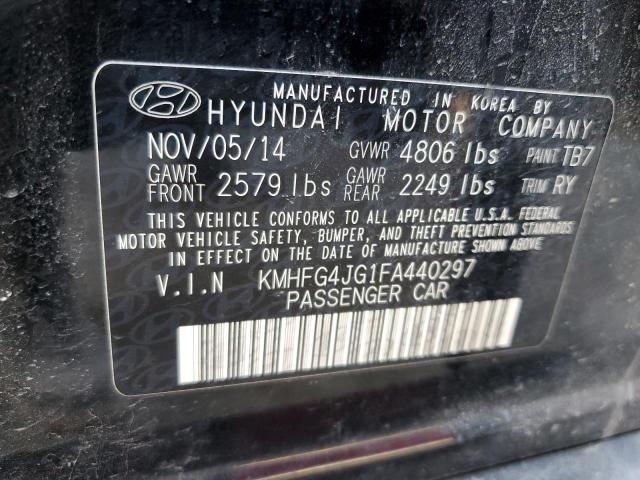 MANUFACTURED IN KOREA BY
HYUNDAI MOTOR COMPANY
NOV/05/14 GVWR 4806 lbs PAINT TB7
GAWR FRONT 2579 lbs GAWR REAR 2249 lbs TRIM RY
THIS VEHICLE CONFORMS TO ALL APPLICABLE U.S.A. FEDERAL
MOTOR VEHICLE SAFETY, BUMPER, AND THEFT PREVENTION STANDARDS
IN EFFECT ON THE DATE OF MANUFACTURE SHOWN ABOVE.
V.I.N KMHFG4JG1FA440297
PASSENGER CAR